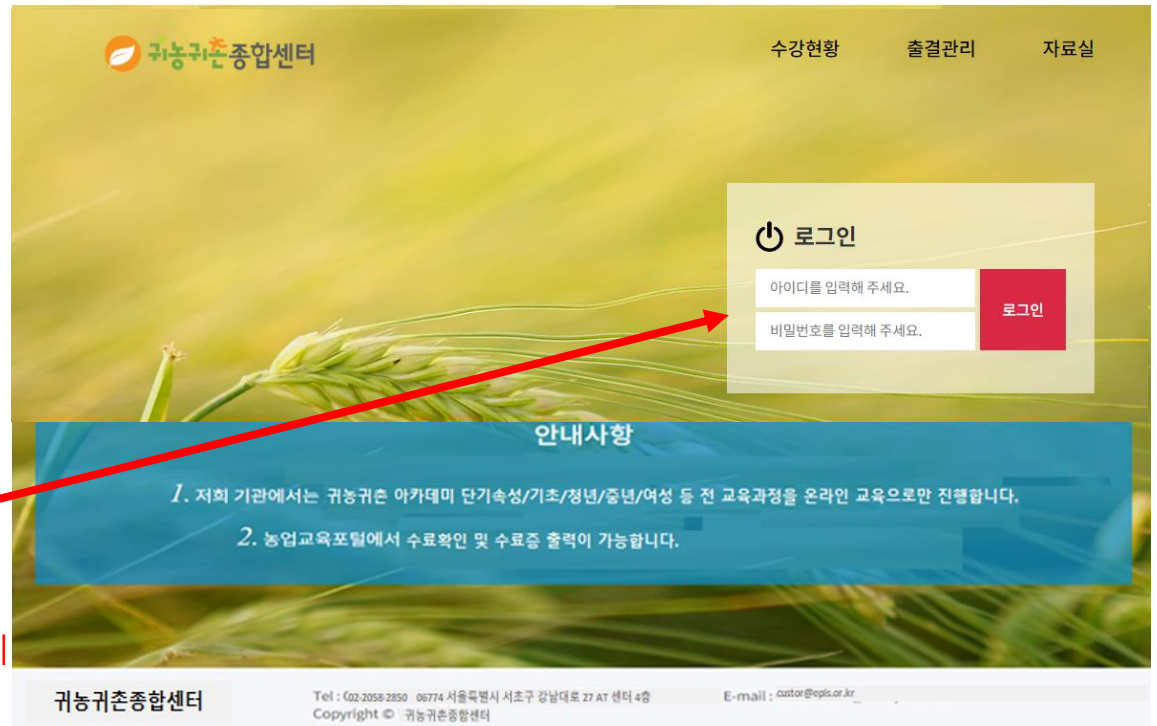 귀농귀촌종합센터
수강현황 출결관리 자료실
로그인
아이디를 입력해 주세요.
비밀번호를 입력해 주세요.
로그인
안내사항
1. 저희 기관에서는 귀농귀촌 아카데미 단기속성/기초/청년/중년/여성 등 전 교육과정을 온라인 교육으로만 진행합니다.
2. 농업교육포털에서 수료확인 및 수료증 출력이 가능합니다.
귀농귀촌종합센터
Tel : (02-2058-2850 06774 서울특별시 서초구 강남대로 27 AT 센터 4층 E-mail : custor@epis.or.kr
Copyright © 귀농귀촌종합센터